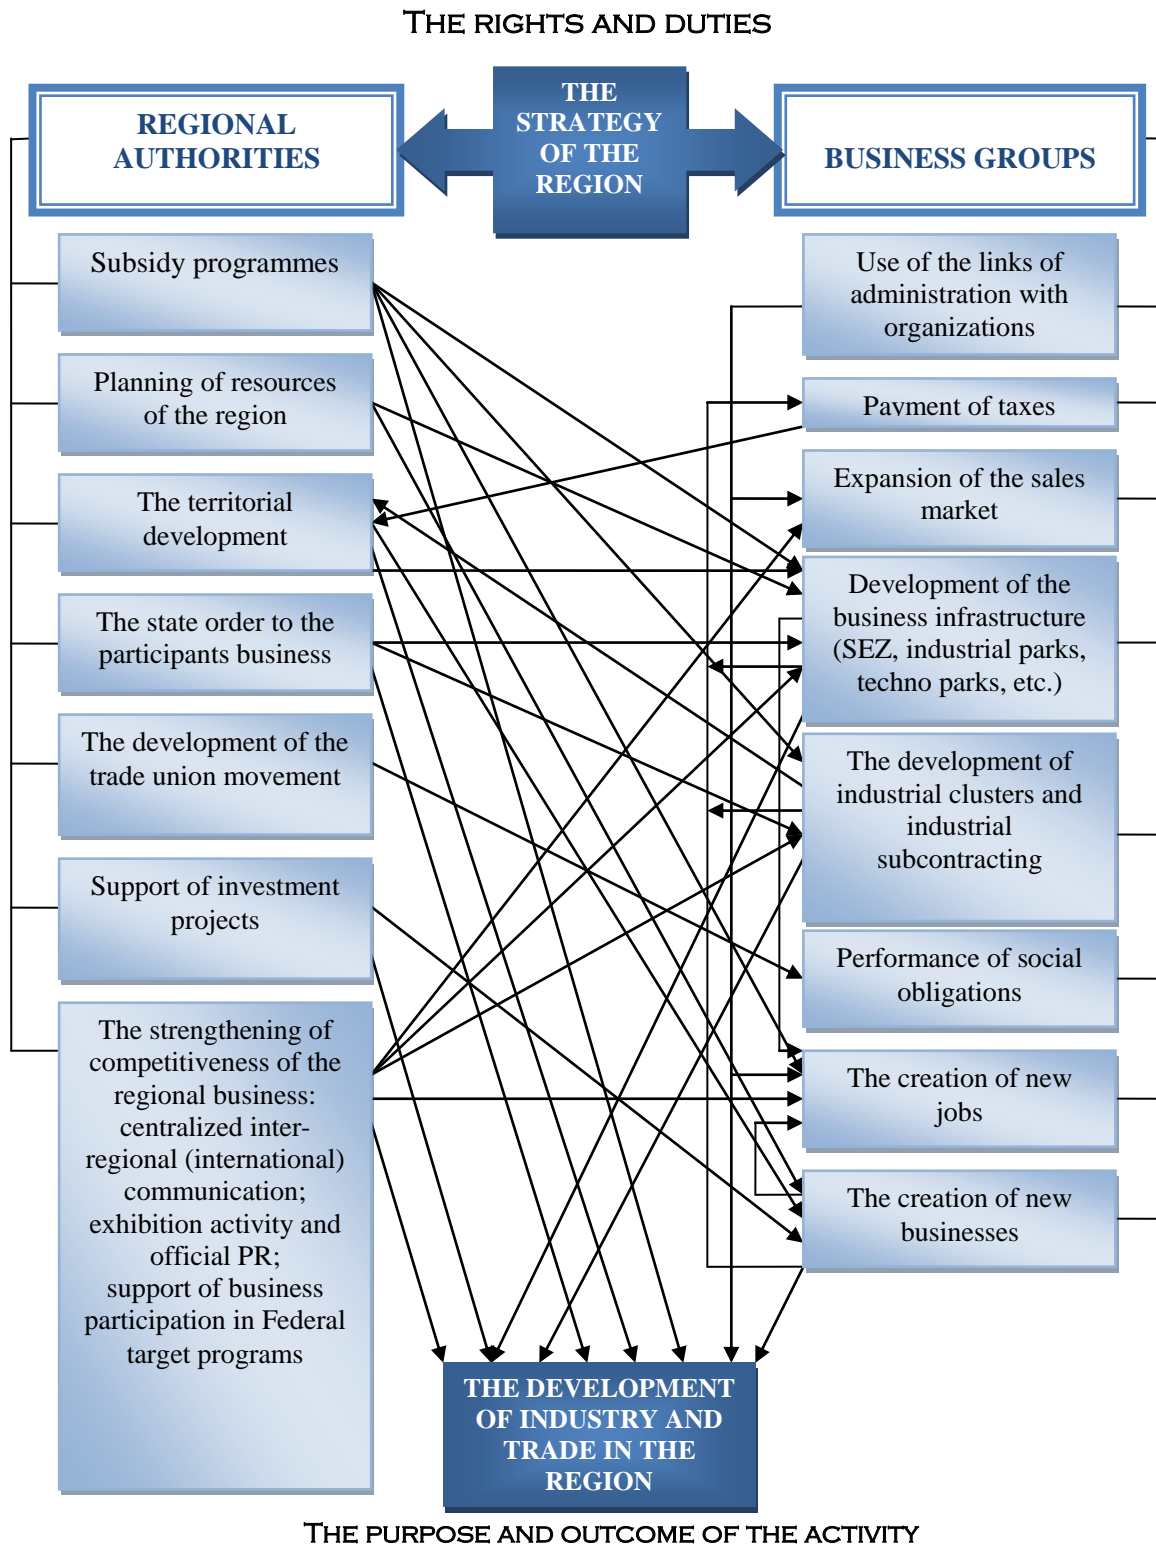 THE RIGHTS AND DUTIES
THE
STRATEGY
OF THE
REGION
REGIONAL
AUTHORITIES
BUSINESS GROUPS
Subsidy programmes
Planning of resources
of the region
The territorial
development
The state order to the
participants business
The development of the
trade union movement
Support of investment
projects
The strengthening of
competitiveness of the
regional business:
centralized inter-
regional (international)
communication;
exhibition activity and
official PR;
support of business
participation in Federal
target programs
Use of the links of
administration with
organizations
Payment of taxes
Expansion of the sales
market
Development of the
business infrastructure
(SEZ, industrial parks,
techno parks, etc.)
The development of
industrial clusters and
industrial
subcontracting
Performance of social
obligations
The creation of new
jobs
The creation of new
businesses
THE DEVELOPMENT
OF INDUSTRY AND
TRADE IN THE
REGION
THE PURPOSE AND OUTCOME OF THE ACTIVITY